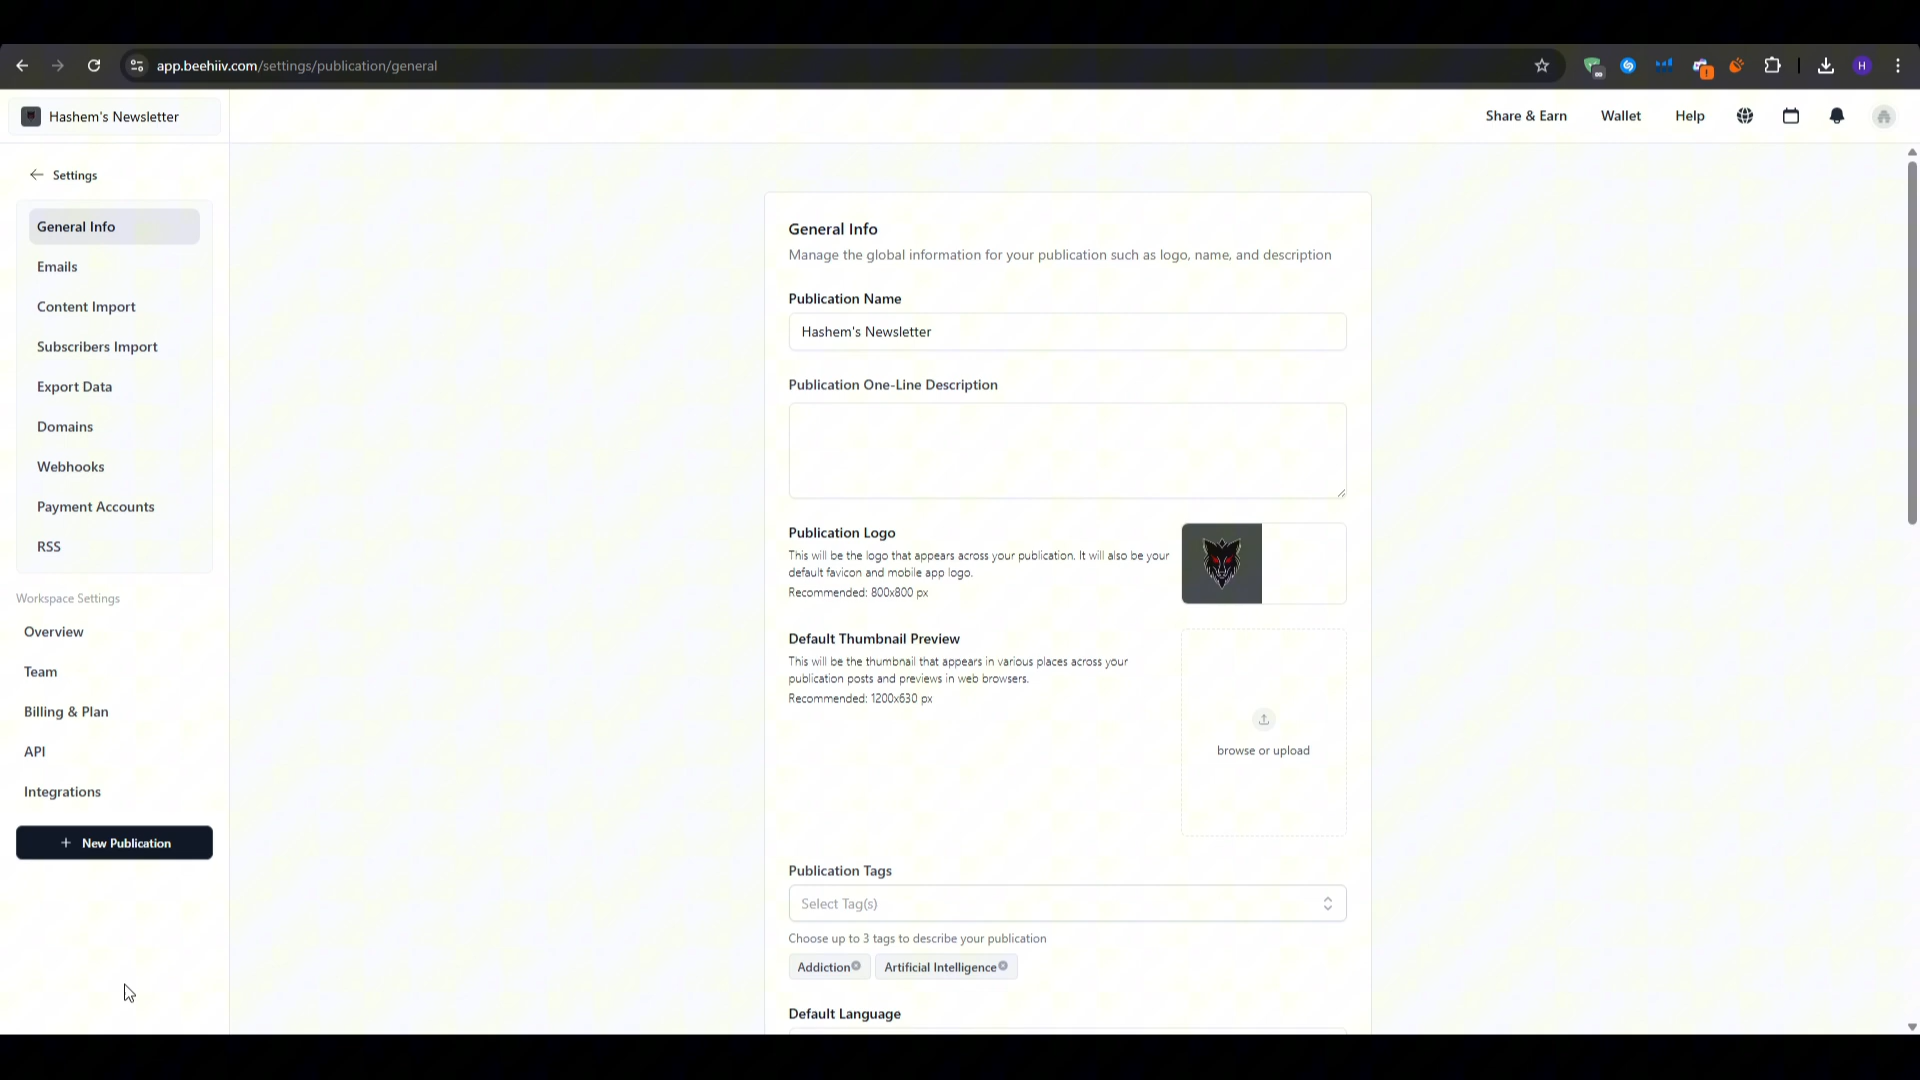 app.beehiiv.com/settings/publication/general
H
Hashem's Newsletter
Share & Earn
Wallet
Help
Settings
General Info
Emails
Content Import
Subscribers Import
Export Data
Domains
Webhooks
Payment Accounts
RSS
Workspace Settings
Overview
Team
Billing & Plan
API
Integrations
+ New Publication
General Info
Manage the global information for your publication such as logo, name, and description
Publication Name
Hashem's Newsletter
Publication One-Line Description
Publication Logo
This will be the logo that appears across your publication. It will also be your
default favicon and mobile app logo.
Recommended: 800x800 px
Default Thumbnail Preview
This will be the thumbnail that appears in various places across your
publication posts and previews in web browsers.
Recommended: 1200x630 px
browse or upload
Publication Tags
Select Tag(s)
Choose up to 3 tags to describe your publication
Addiction
Artificial Intelligence
Default Language